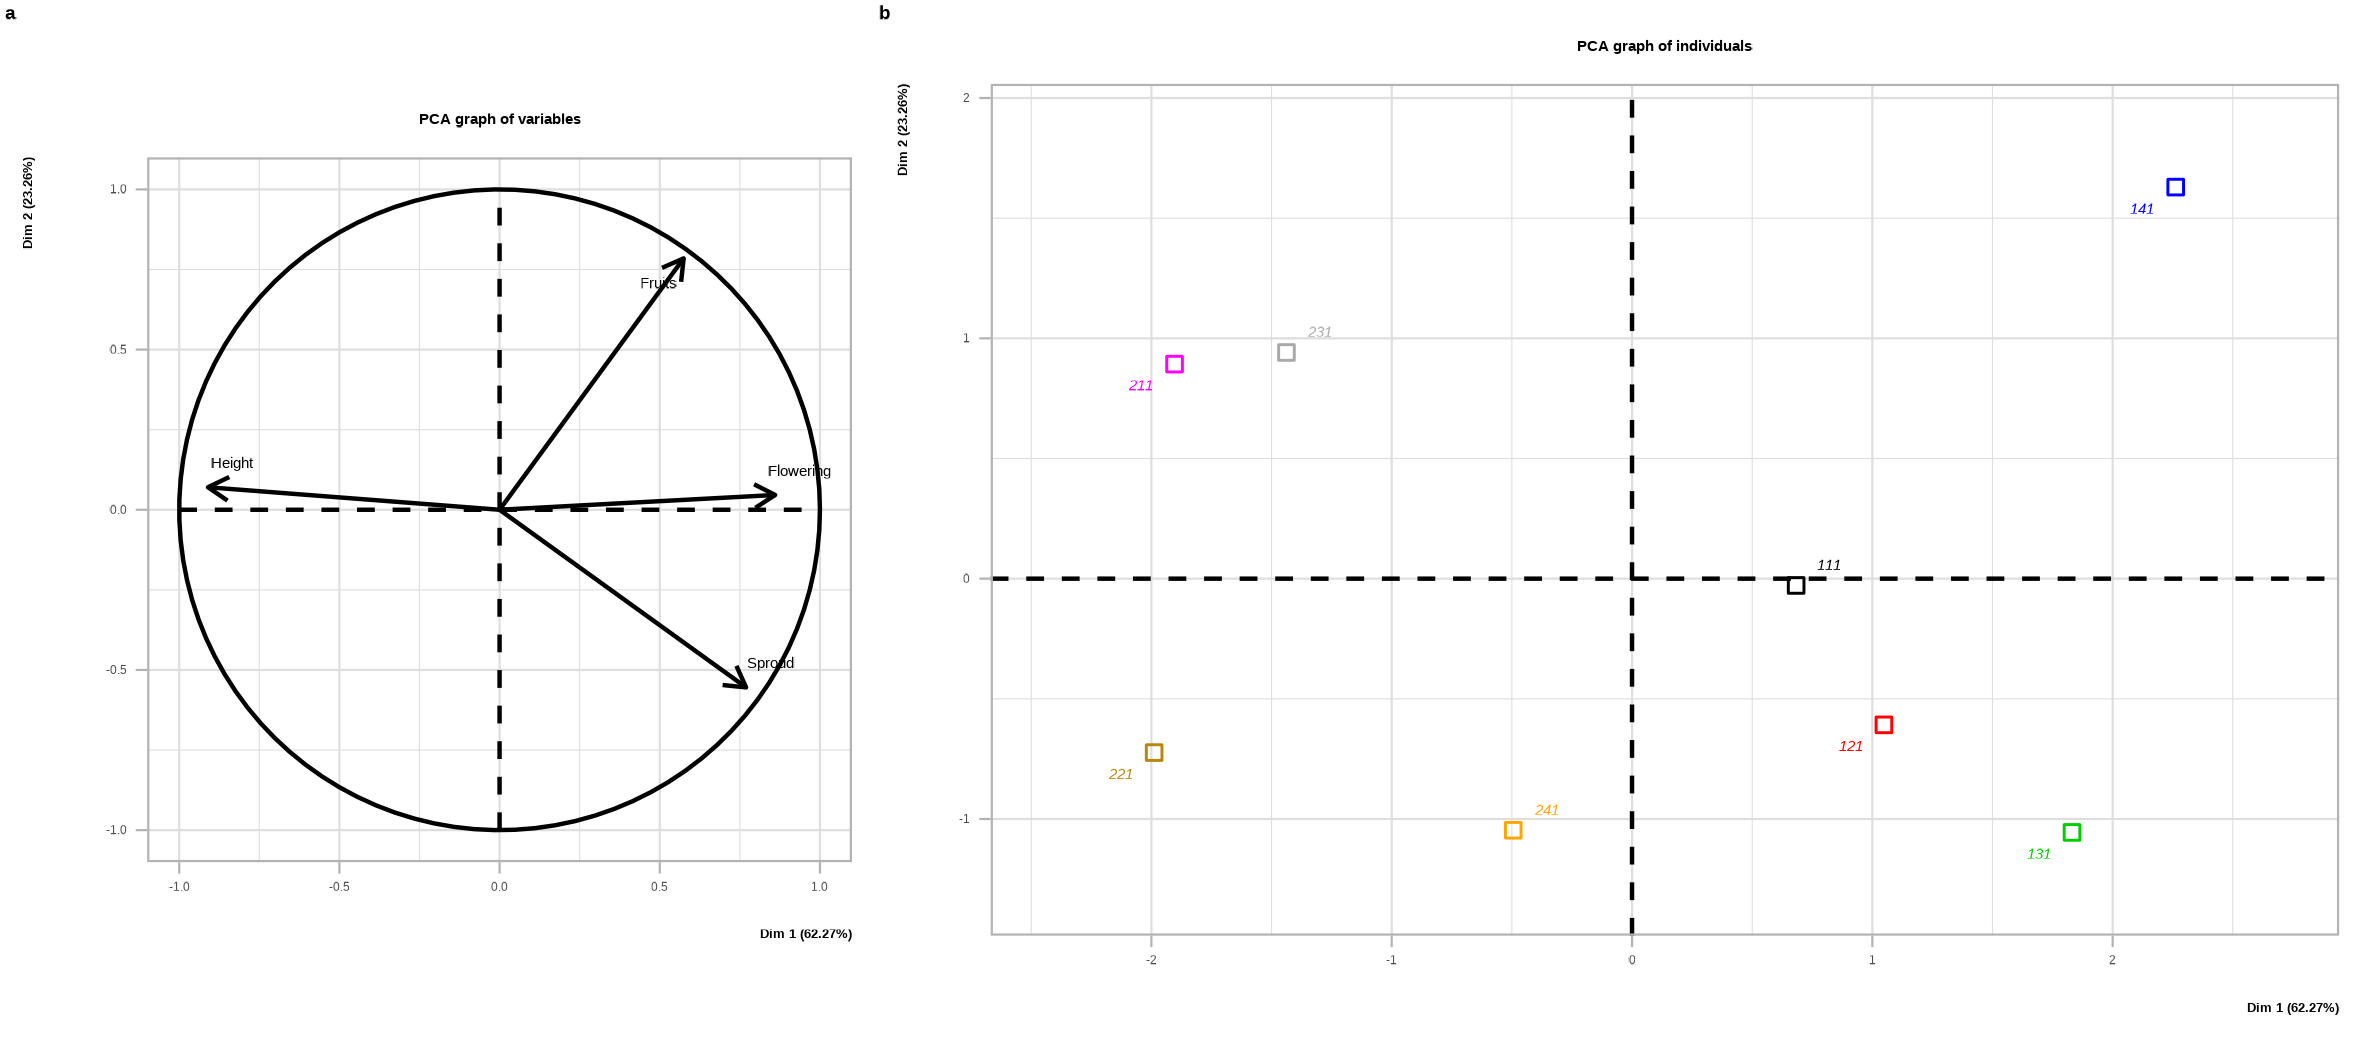 a
PCA graph of variables
Dim 2 (23.26%)
1.0
0.5
0.0
-0.5
-1.0
Fruits
Height
Flowering
Sproud
-1.0
-0.5
0.0
0.5
1.0
Dim 1 (62.27%)
b
PCA graph of individuals
Dim 2 (23.26%)
2
1
0
-1
141
231
211
111
121
221
241
131
-2
-1
0
1
2
Dim 1 (62.27%)